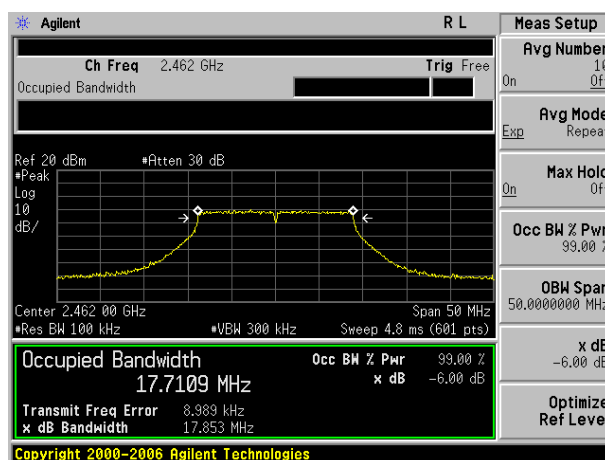 Agilent R L Meas Setup
Ch Freq 2.462 GHz Trig Free
Occupied Bandwidth
Avg Number
10
On Off
Avg Mode
Exp Repeat
Max Hold
On Off
Occ BW % Pwr
99.00 %
OBW Span
50.0000000 MHz
x dB
-6.00 dB
Optimize
Ref Level
Ref 20 dBm #Atten 30 dB
#Peak
Log
10
dB/
Center 2.462 00 GHz Span 50 MHz
#Res BW 100 kHz #VBW 300 kHz Sweep 4.8 ms (601 pts)
Occupied Bandwidth Occ BW % Pwr 99.00 %
17.7109 MHz x dB -6.00 dB
Transmit Freq Error 8.989 kHz
x dB Bandwidth 17.853 MHz
Copyright 2000-2006 Agilent Technologies